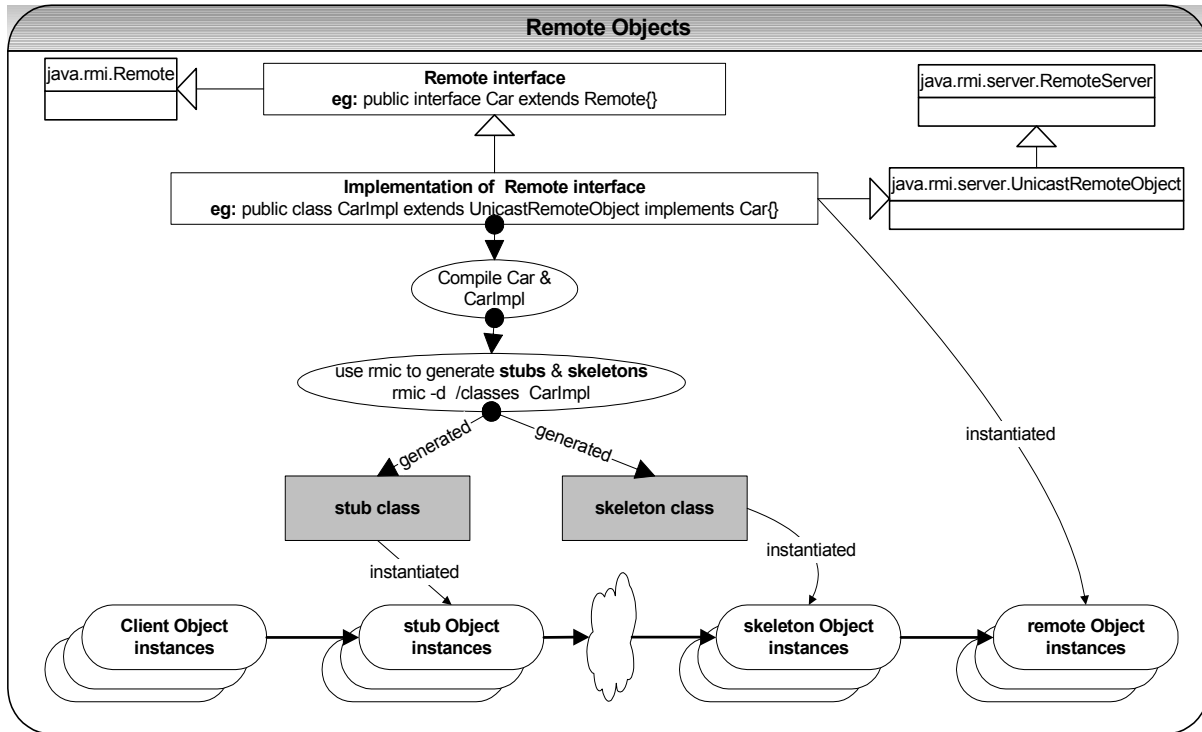 Remote Objects
java.rmi.Remote
Remote interface
eg: public interface Car extends Remote{}
java.rmi.server.RemoteServer
Implementation of Remote interface
eg: public class CarImpl extends UnicastRemoteObject implements Car{}
java.rmi.server.UnicastRemoteObject
Compile Car &
CarImpl
use rmic to generate stubs & skeletons
rmic -d /classes CarImpl
generated
generated
instantiated
stub class
skeleton class
instantiated
instantiated
Client Object
instances
stub Object
instances
skeleton Object
instances
remote Object
instances